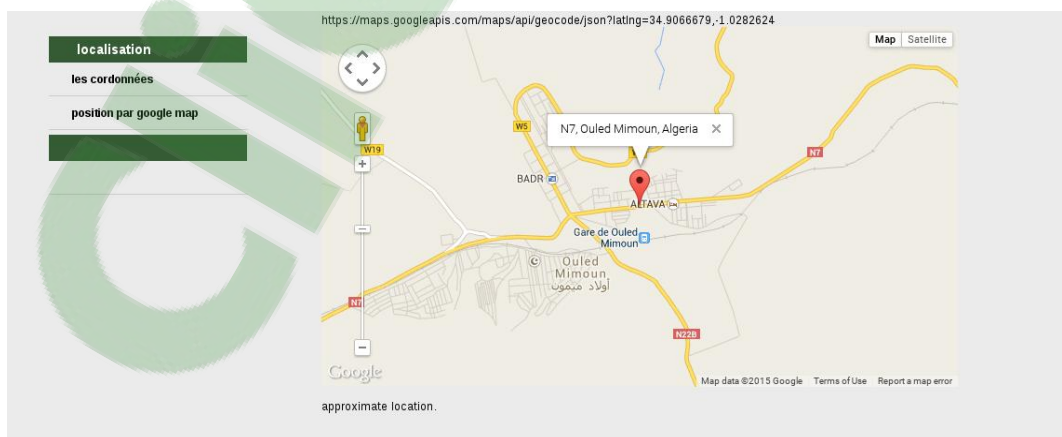 https://maps.googleapis.com/maps/api/geocode/json?latlng=34.9066679,-1.0282624
localisation
les cordonnées
position par google map
Map
Satellite
N7, Ouled Mimoun, Algeria
W5
W19
N7
BADR
ALTAVA
Gare de Ouled
Mimoun
Ouled
Mimoun
أولاد ميمون
N7
N22B
Google
Map data ©2015 Google
Terms of Use
Report a map error
approximate location.